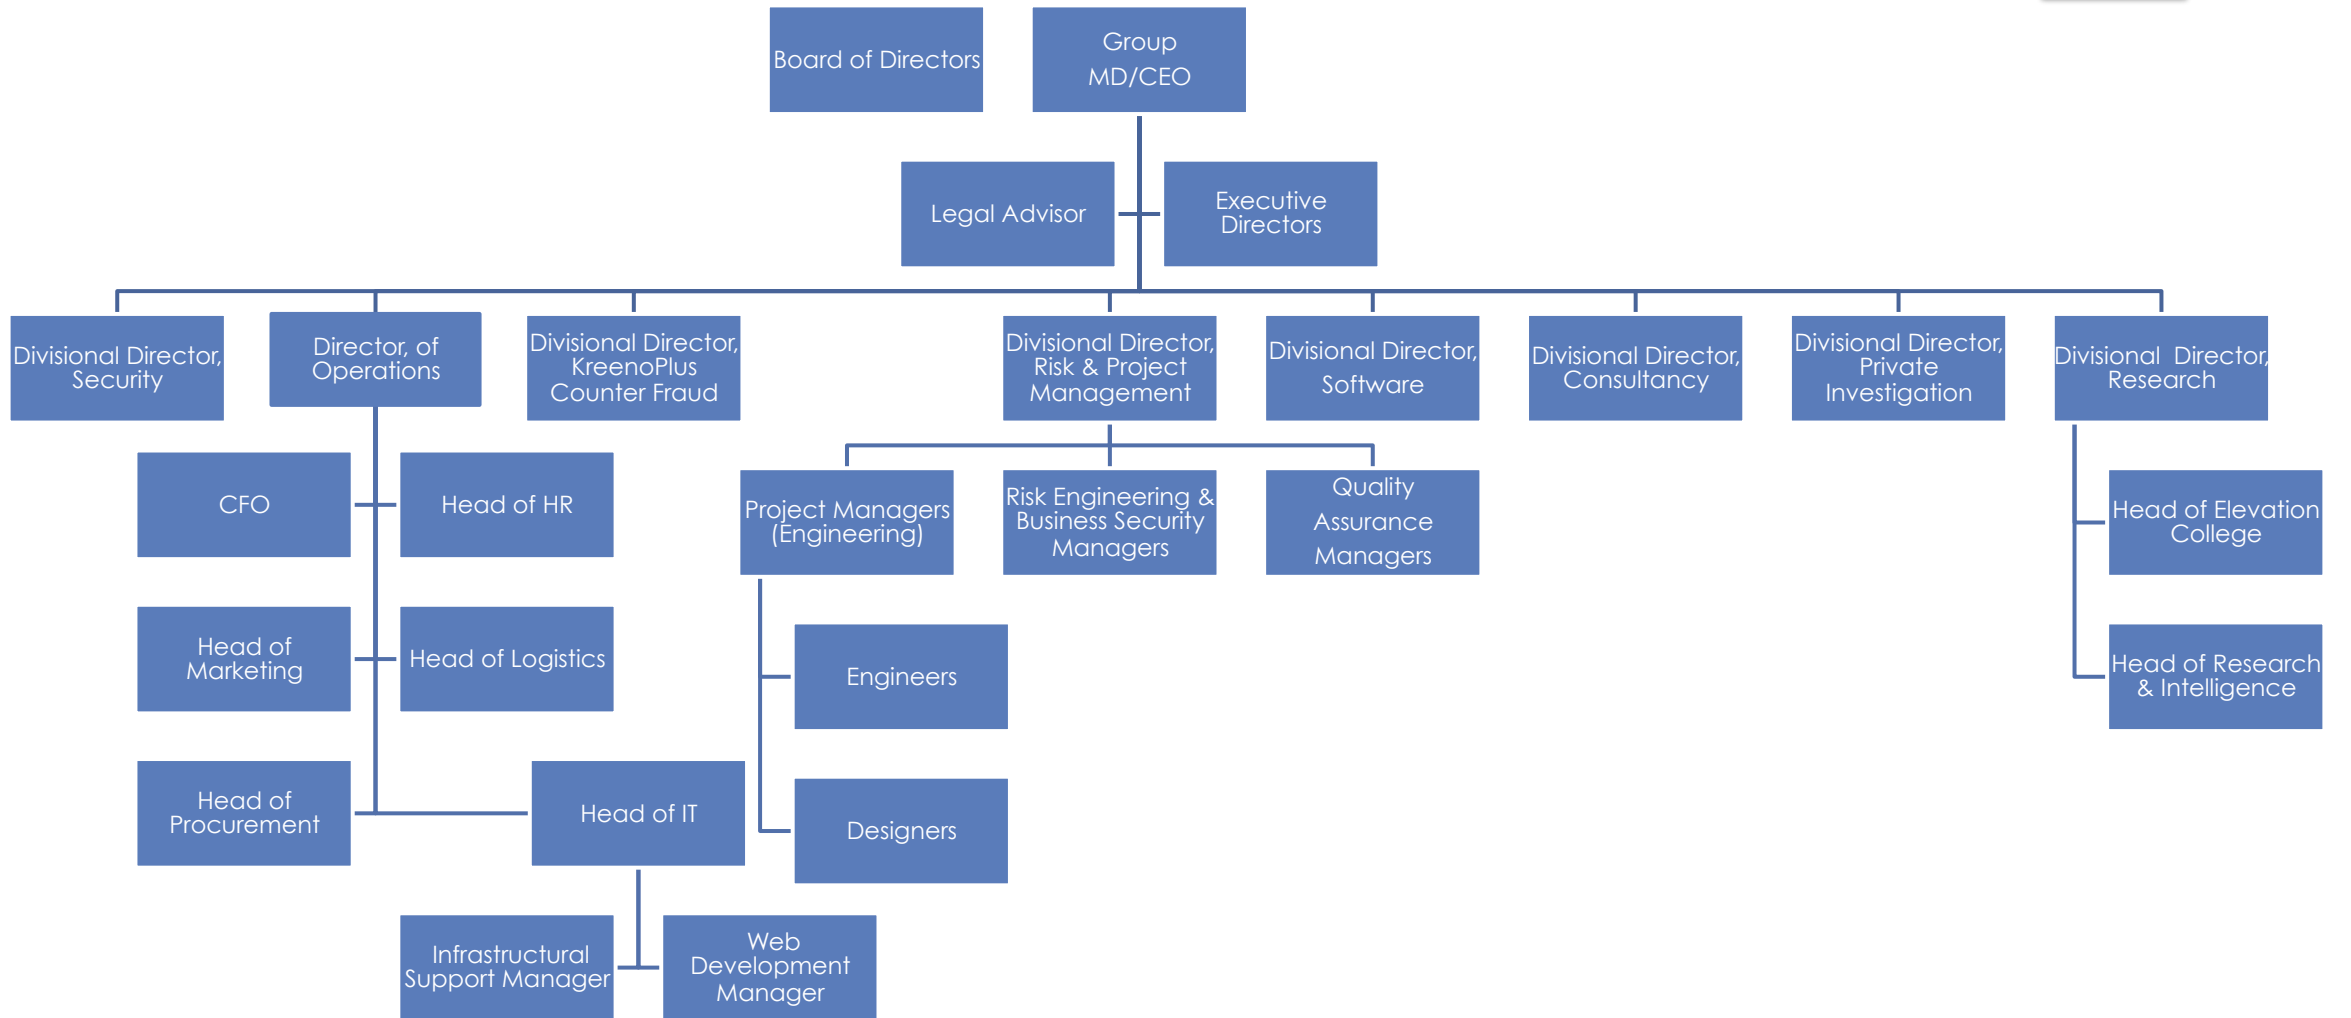 Board of Directors
Group
MD/CEO
Legal Advisor
Executive
Directors
Divisional Director,
Security
Director, of
Operations
Divisional Director,
KreenoPlus
Counter Fraud
Divisional Director,
Risk & Project
Management
Divisional Director,
Software
Divisional Director,
Consultancy
Divisional Director,
Private
Investigation
Divisional Director,
Research
CFO
Head of HR
Project Managers
(Engineering)
Risk Engineering &
Business Security
Managers
Quality
Assurance
Managers
Head of Elevation
College
Head of
Marketing
Head of Logistics
Engineers
Head of Research
& Intelligence
Head of
Procurement
Head of IT
Designers
Infrastructural
Support Manager
Web
Development
Manager